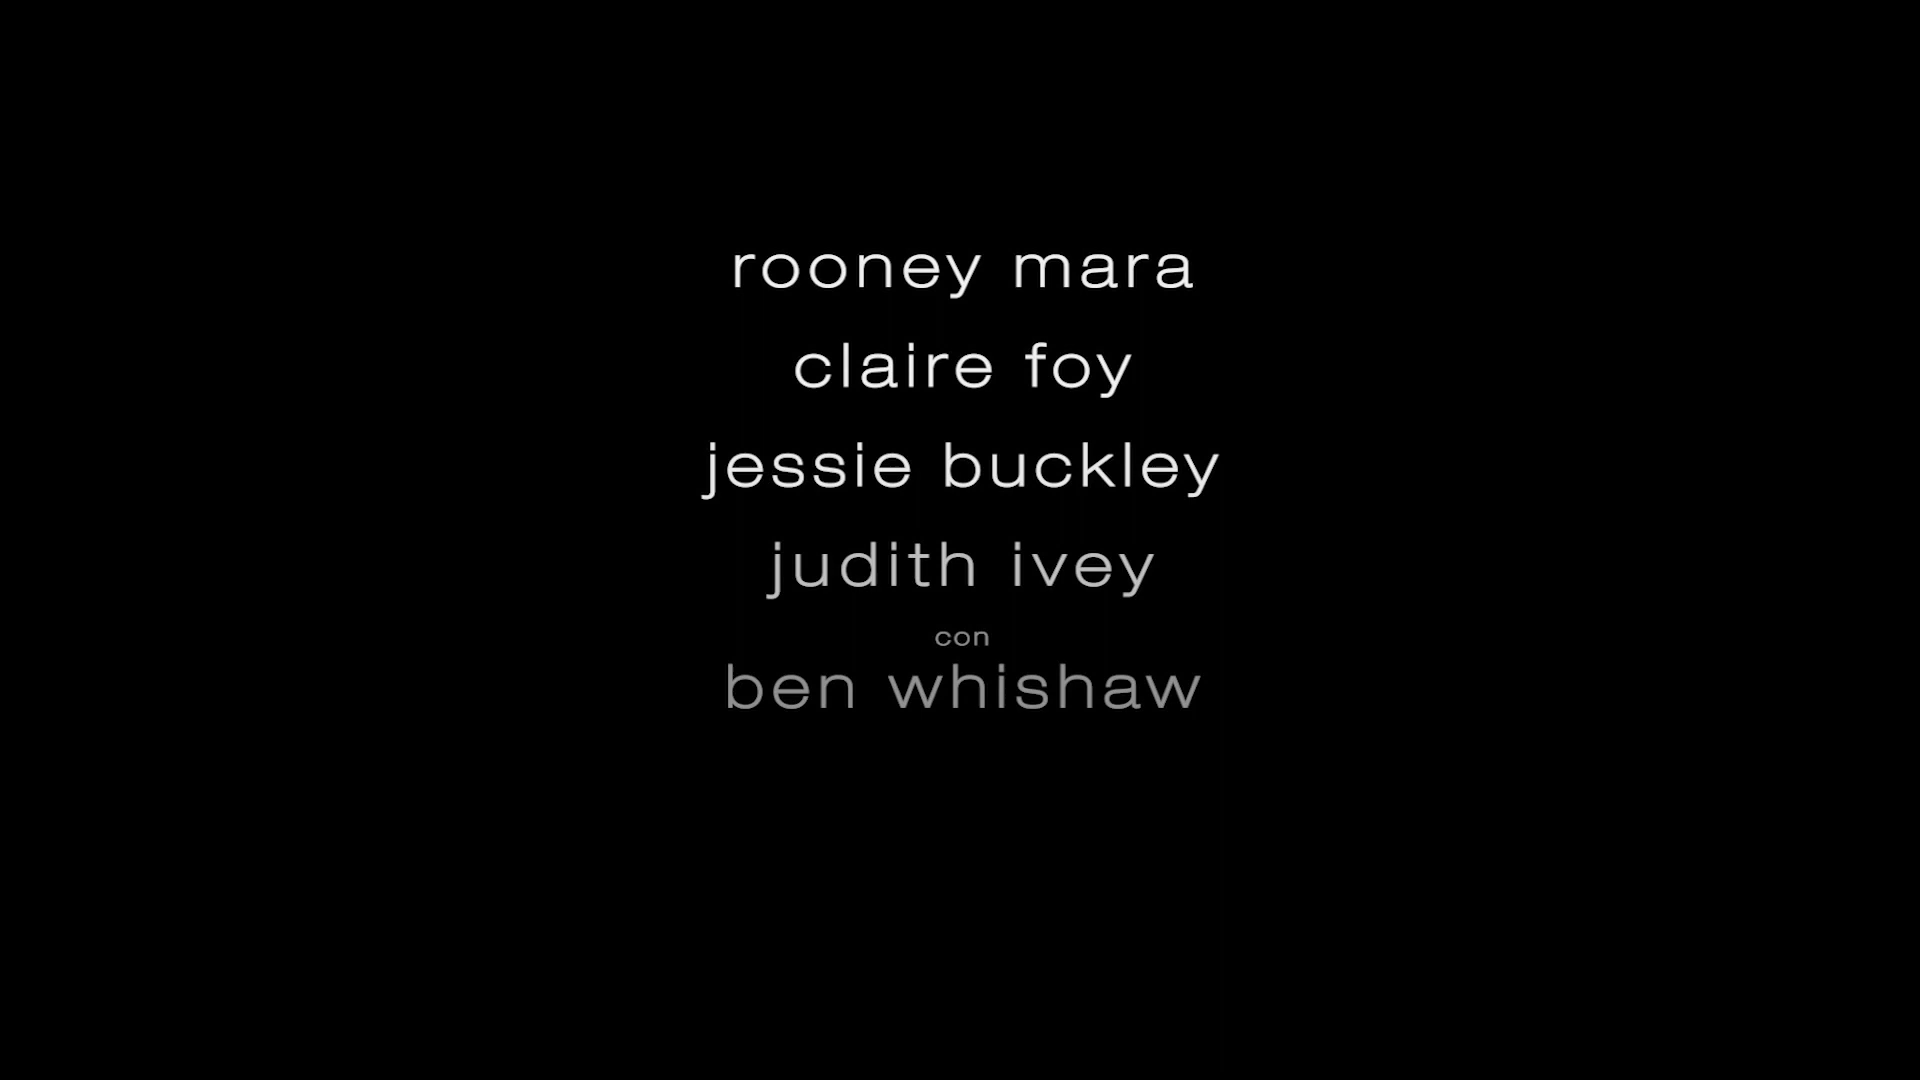 rooney mara
claire foy
jessie buckley
judith ivey
con
ben whishaw